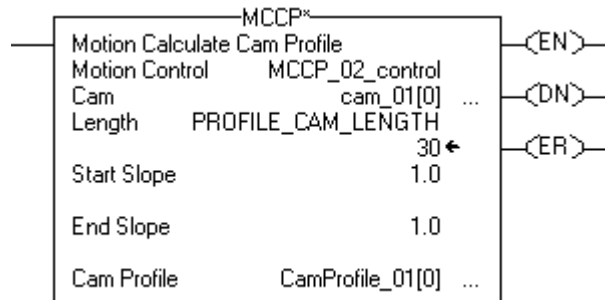 MCCP*
Motion Calculate Cam Profile
Motion Control MCCP_02_control
Cam cam_01[0] ...
Length PROFILE_CAM_LENGTH
30 ←
Start Slope 1.0
End Slope 1.0
Cam Profile CamProfile_01[0] ...
EN
DN
ER